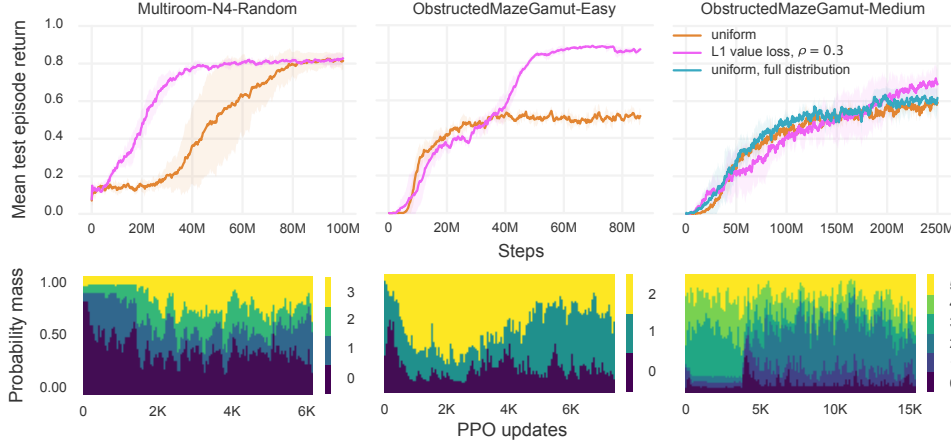 Multiroom-N4-Random
ObstructedMazeGamut-Easy
ObstructedMazeGamut-Medium
Mean test episode return
1.0
0.8
0.6
0.4
0.2
0.0
uniform
L1 value loss, ρ = 0.3
uniform, full distribution
0 20M 40M 60M 80M 100M
0 20M 40M 60M 80M
0 50M 100M 150M 200M 250M
Steps
Probability mass
1.00
0.50
0.00
3
2
1
0
2
1
0
0 2K 4K 6K
0 2K 4K 6K
0 5K 10K 15K
PPO updates